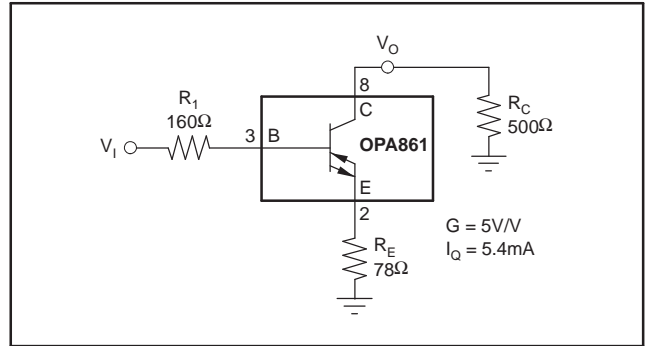 V_O
8
R_1
160Ω
C
R_C
500Ω
V_I
3
B
OPA861
E
2
G = 5V/V
I_Q = 5.4mA
R_E
78Ω